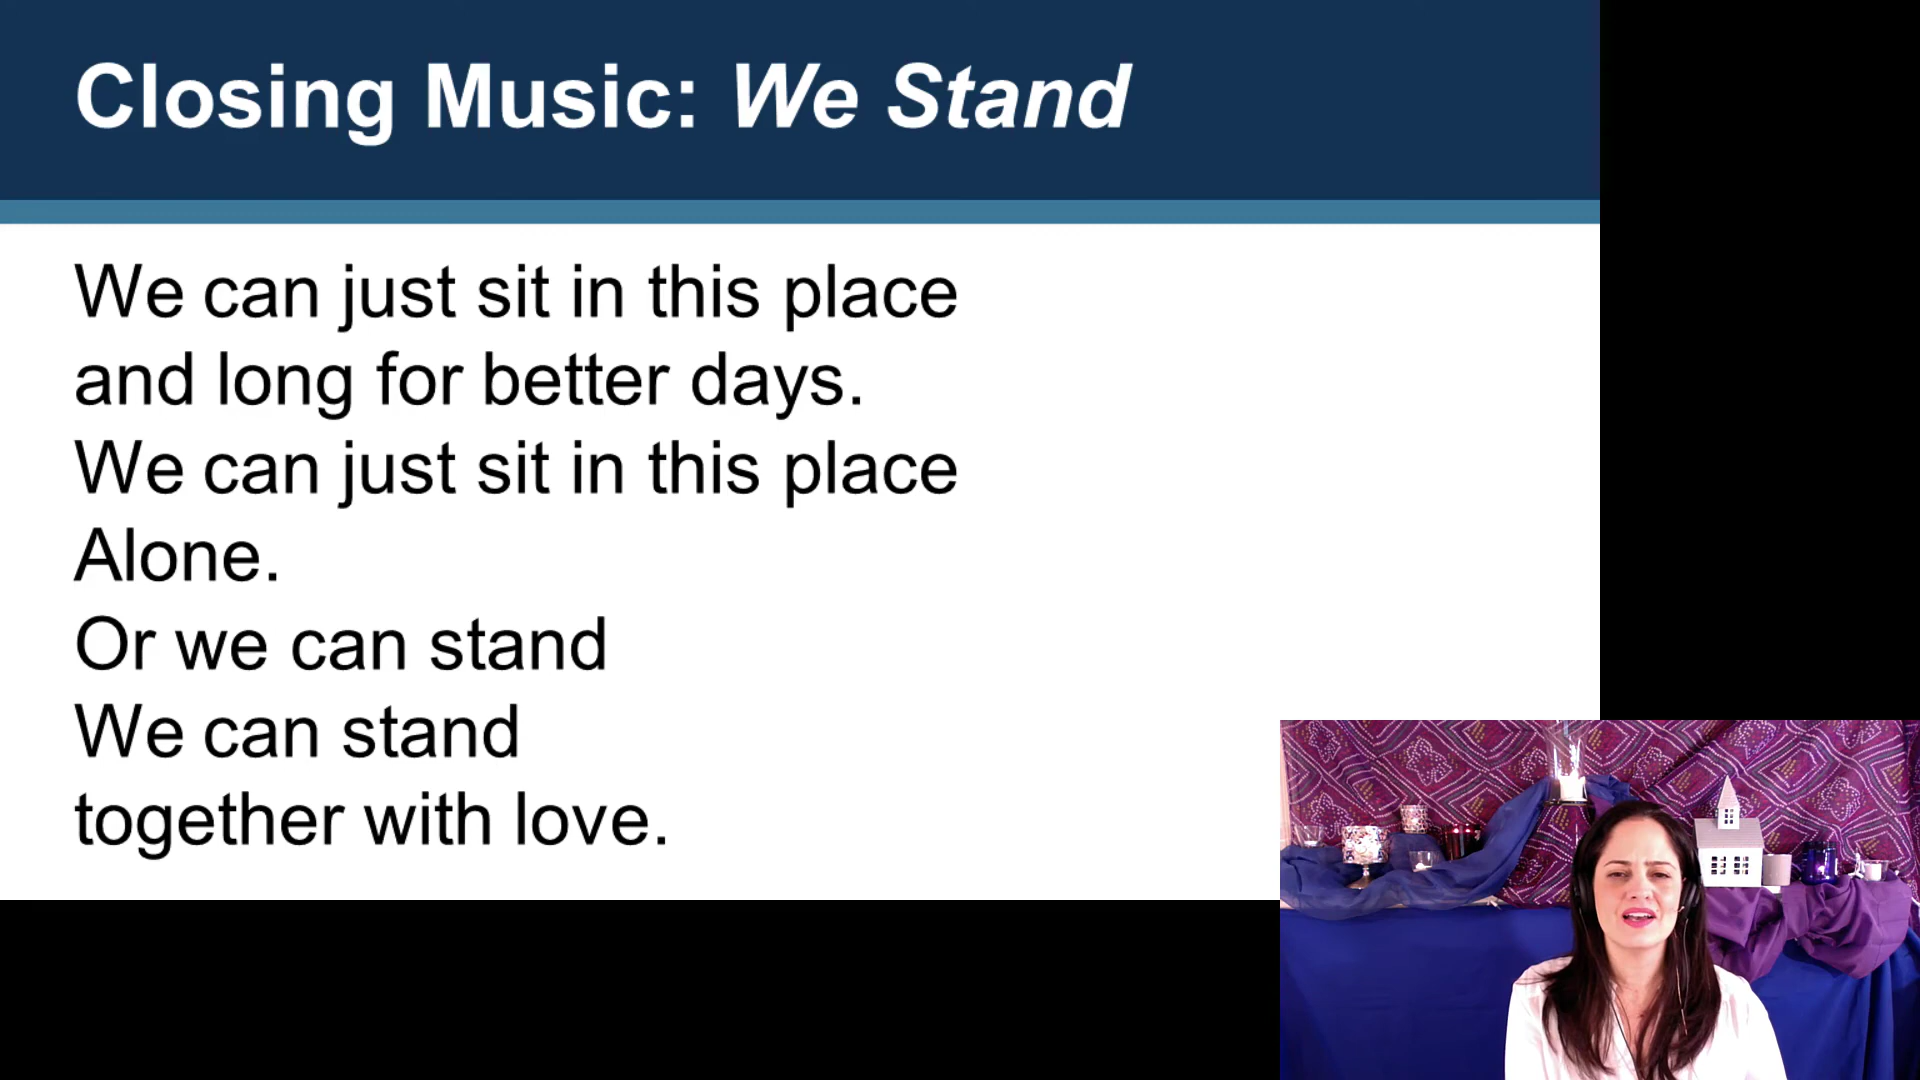 Closing Music: We Stand
We can just sit in this place
and long for better days.
We can just sit in this place
Alone.
Or we can stand
We can stand
together with love.